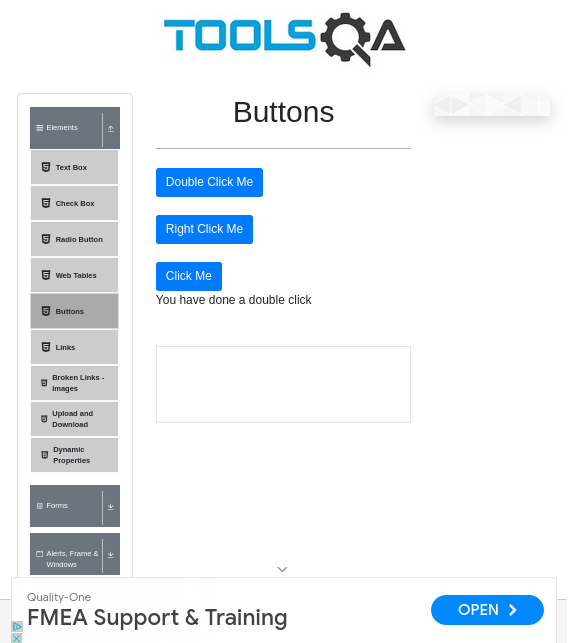 TOOLSQA
Elements
Text Box
Check Box
Radio Button
Web Tables
Buttons
Links
Broken Links -
Images
Upload and
Download
Dynamic
Properties
Forms
Alerts, Frame &
Windows
Buttons
Double Click Me
Right Click Me
Click Me
You have done a double click
Quality-One
FMEA Support & Training
OPEN